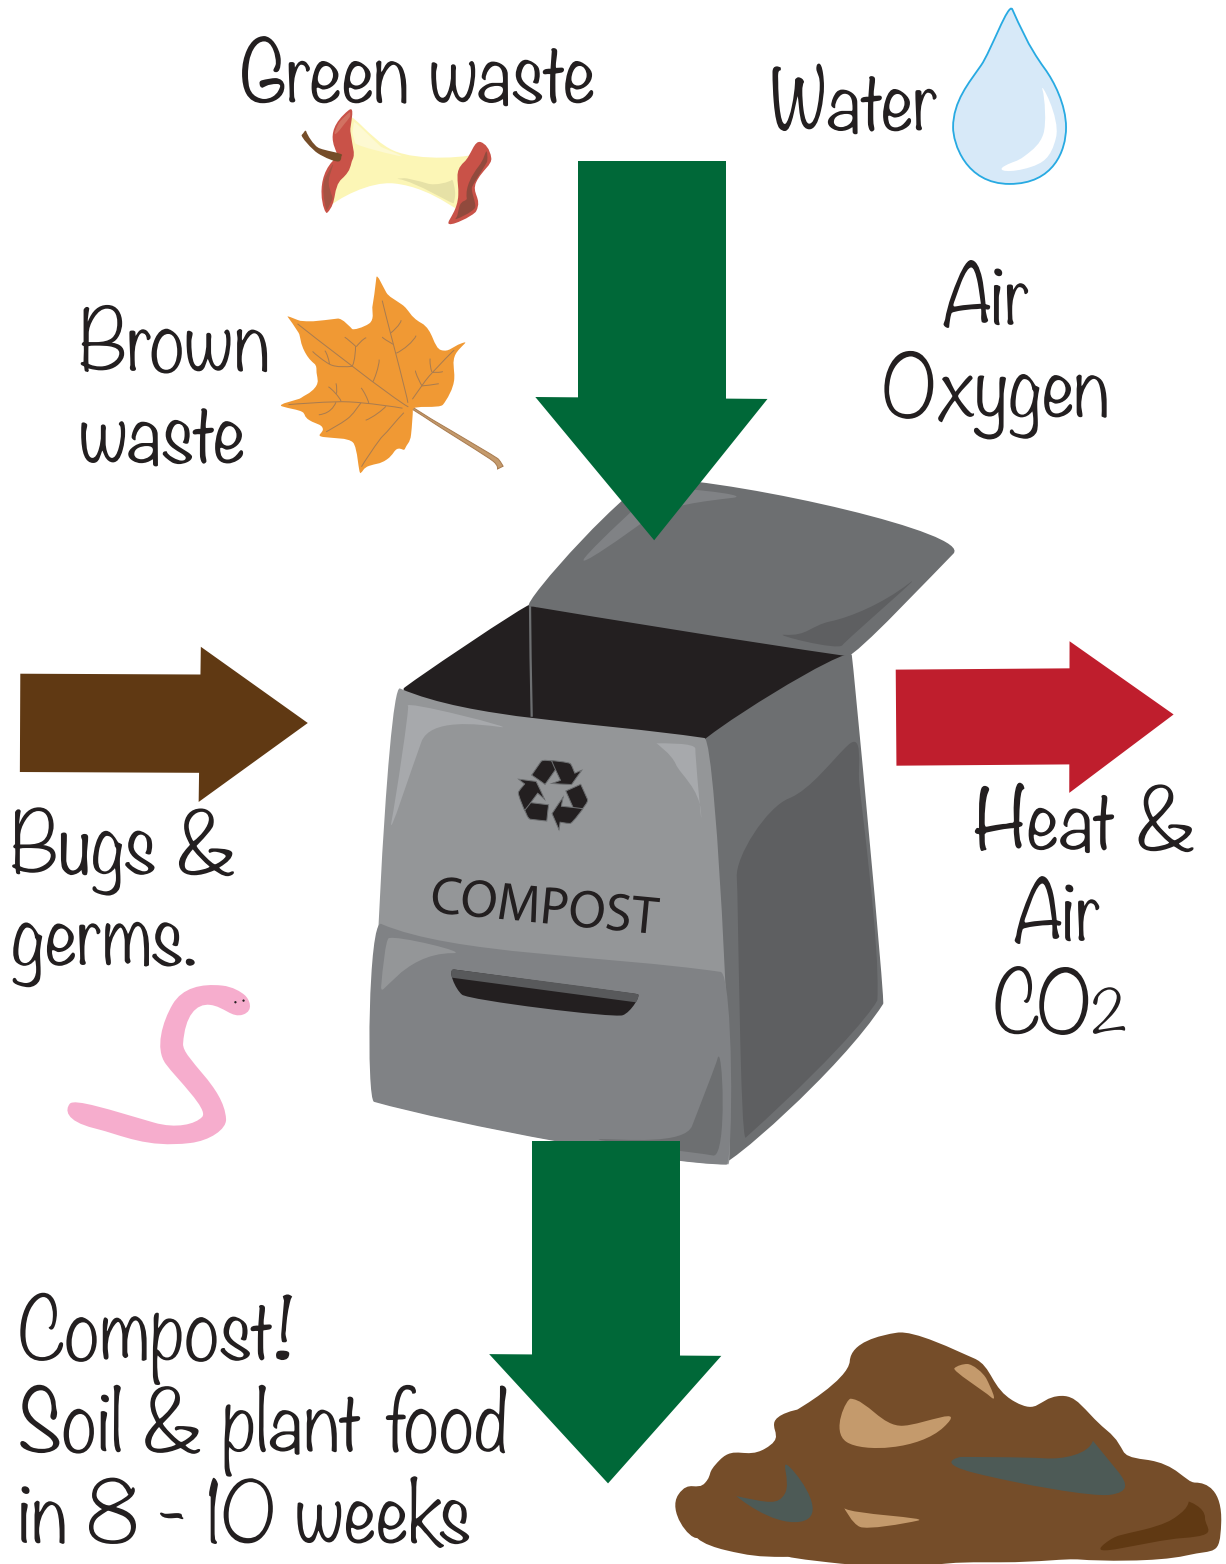 Green waste
Water
Brown
waste
Air
Oxygen
Bugs &
germs.
COMPOST
Heat &
Air
CO2
Compost!
Soil & plant food
in 8 - 10 weeks